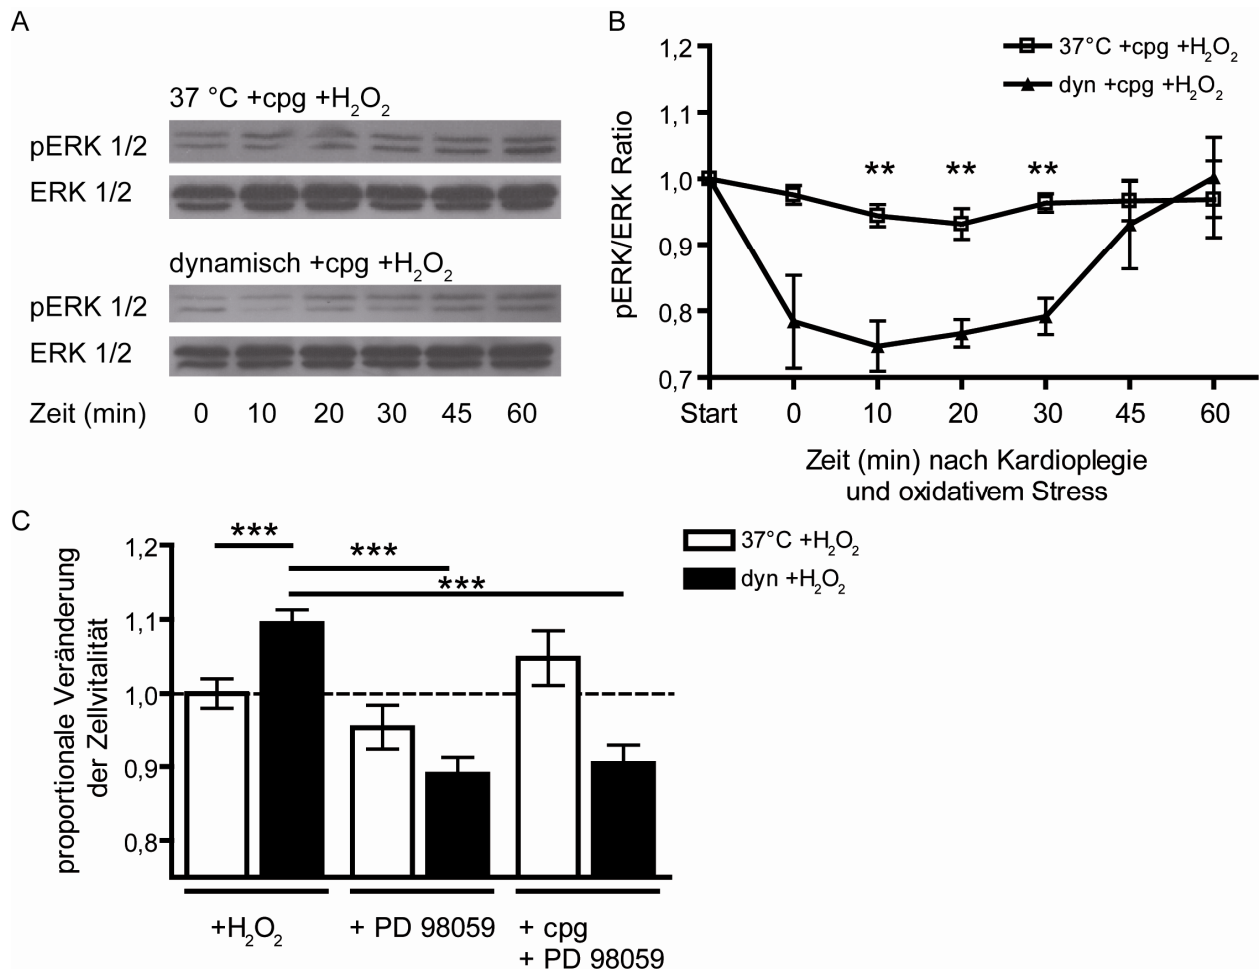 A
37 °C +cpg +H₂O₂
pERK 1/2
ERK 1/2
dynamisch +cpg +H₂O₂
pERK 1/2
ERK 1/2
Zeit (min) 0 10 20 30 45 60
B
37°C +cpg +H₂O₂
dyn +cpg +H₂O₂
pERK/ERK Ratio
1,2
1,1
1,0
0,9
0,8
0,7
** ** **
Start 0 10 20 30 45 60
Zeit (min) nach Kardioplegie
und oxidativem Stress
C
37°C +H₂O₂
dyn +H₂O₂
proportionale Veränderung
der Zellvitalität
1,2
1,1
1,0
0,9
0,8
***
***
***
+H₂O₂ + PD 98059 + cpg
+ PD 98059